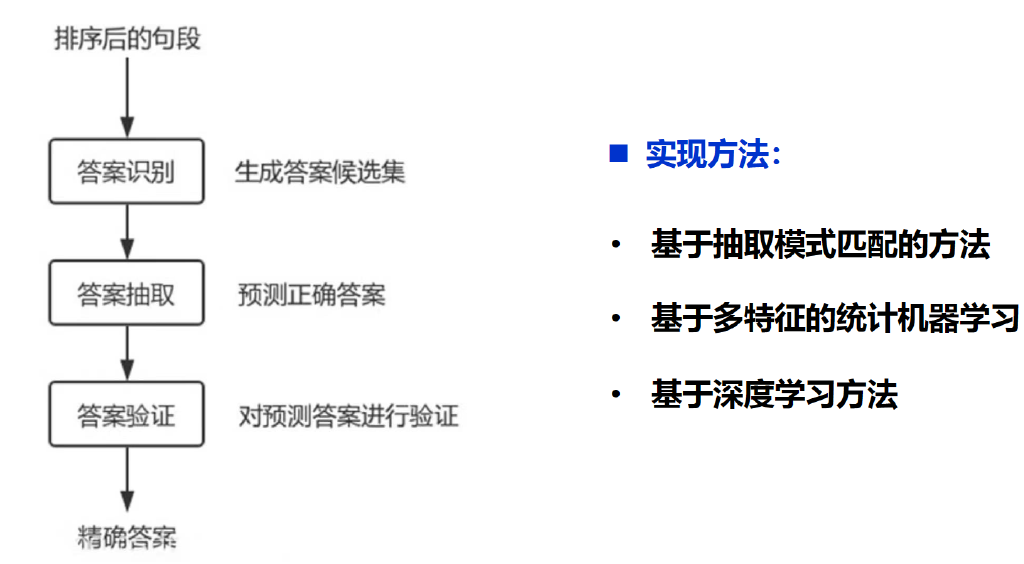 排序后的句段
答案识别
生成答案候选集
答案抽取
预测正确答案
答案验证
对预测答案进行验证
精确答案
■ 实现方法:
• 基于抽取模式匹配的方法
• 基于多特征的统计机器学习
• 基于深度学习方法